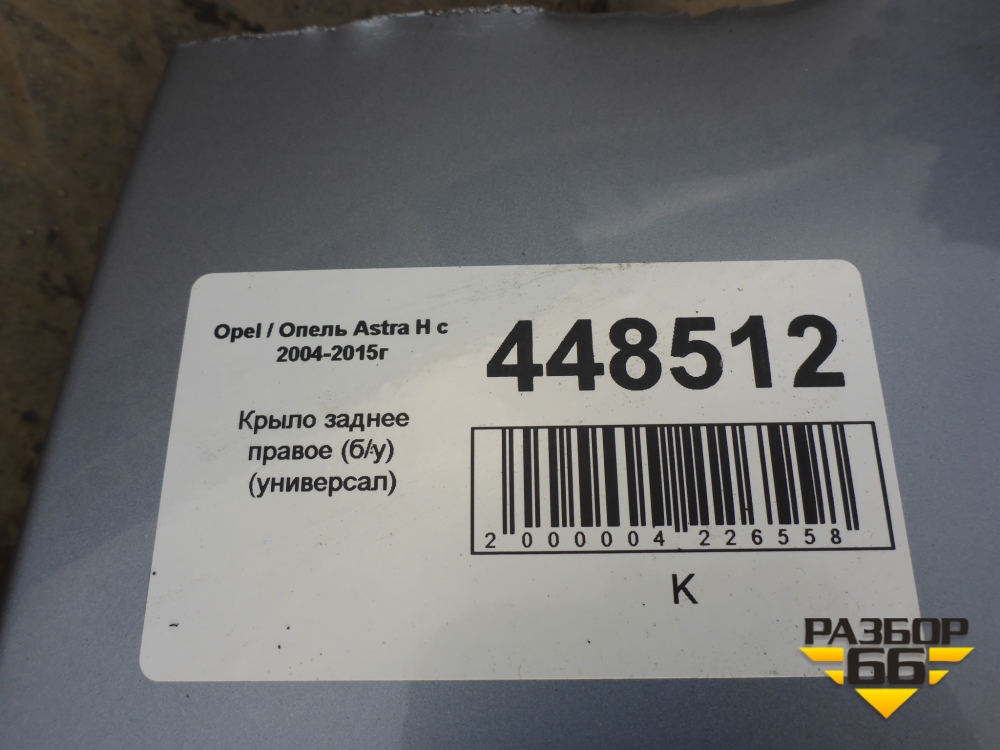 Opel / Опель Astra H с
2004-2015г
Крыло заднее
правое (б/у)
(универсал)
448512
2 000004 226558
K
РАЗБОР
66